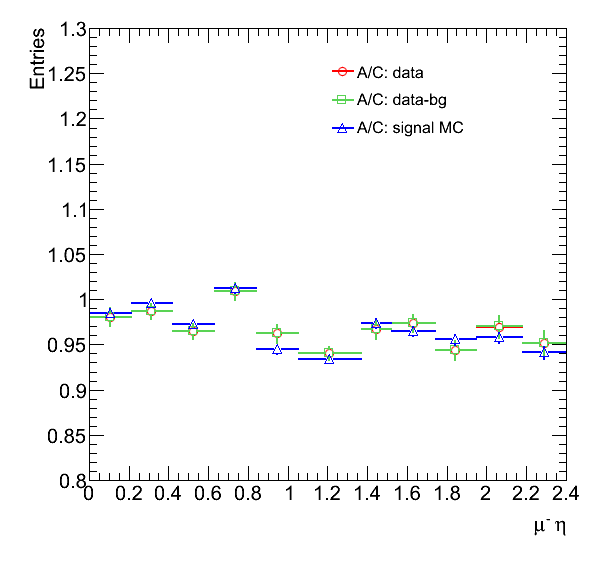 Entries
1.3
1.25
1.2
1.15
1.1
1.05
1
0.95
0.9
0.85
0.8
A/C: data
A/C: data-bg
A/C: signal MC
0 0.2 0.4 0.6 0.8 1 1.2 1.4 1.6 1.8 2 2.2 2.4
μ⁻ η